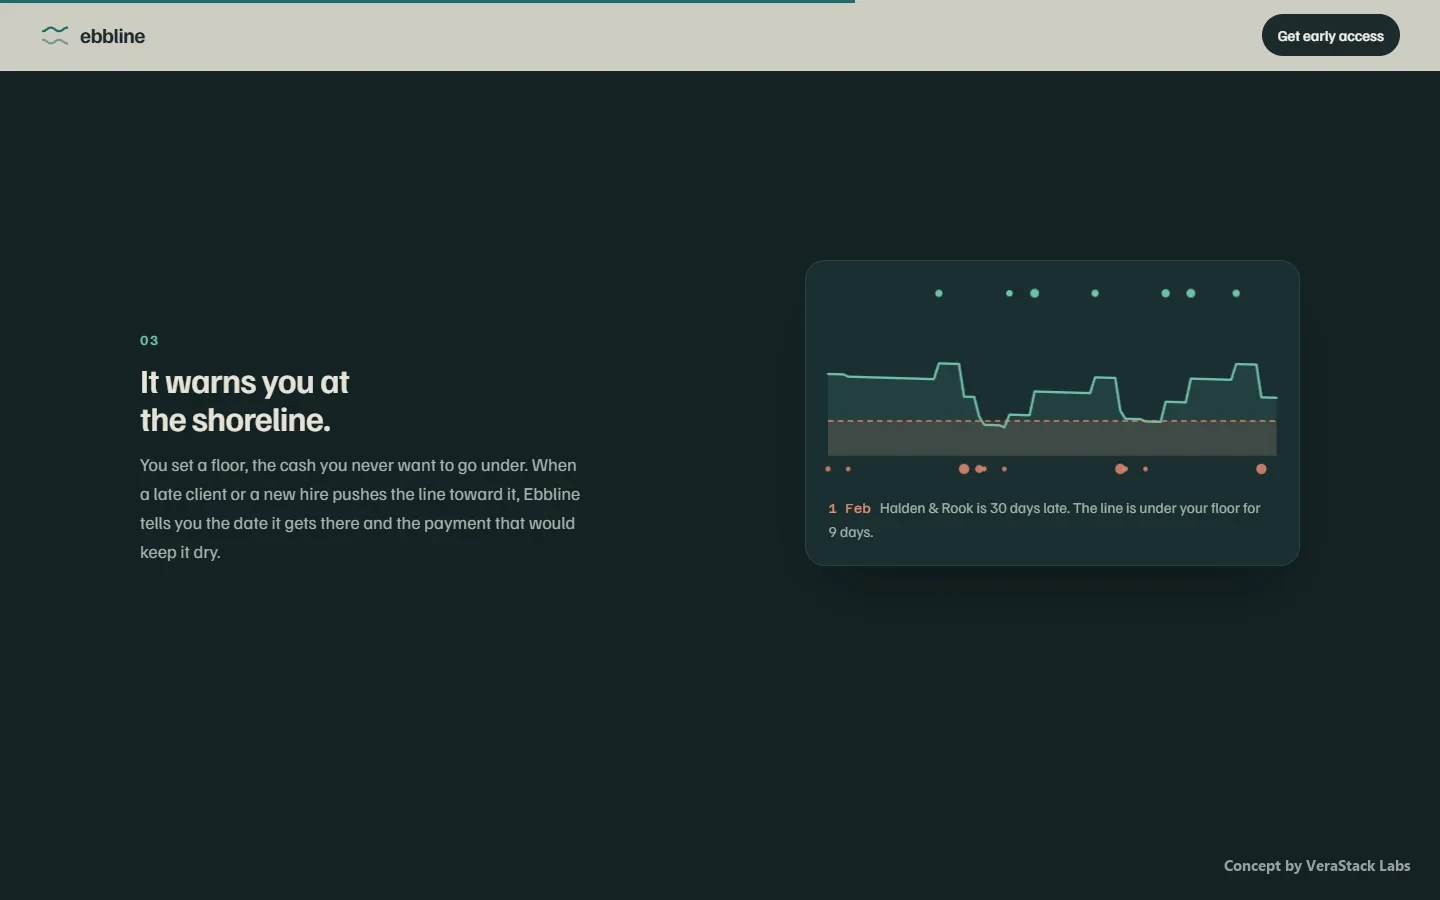 ebbline
Get early access
03
It warns you at
the shoreline.
You set a floor, the cash you never want to go under. When
a late client or a new hire pushes the line toward it, Ebbline
tells you the date it gets there and the payment that would
keep it dry.
1 Feb Halden & Rook is 30 days late. The line is under your floor for
9 days.
Concept by VeraStack Labs